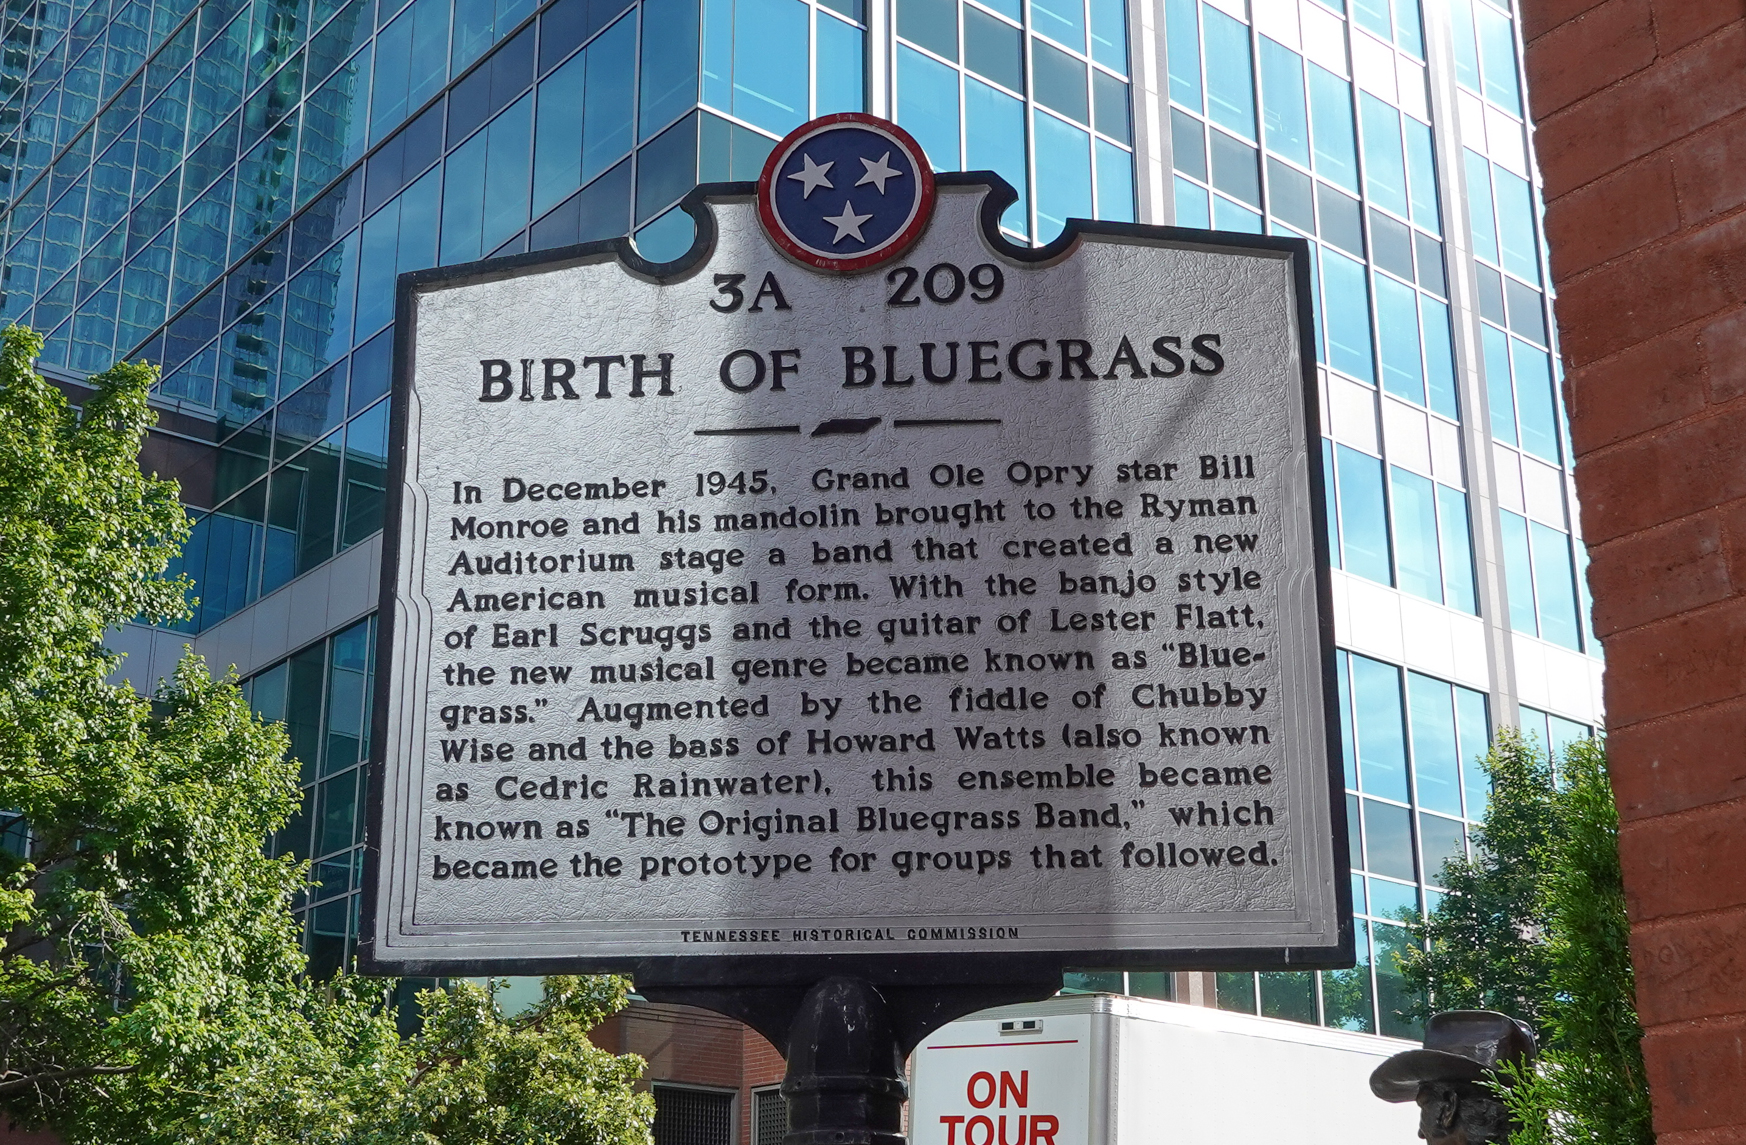 3A 209
BIRTH OF BLUEGRASS
In December 1945, Grand Ole Opry star Bill
Monroe and his mandolin brought to the Ryman
Auditorium stage a band that created a new
American musical form. With the banjo style
of Earl Scruggs and the guitar of Lester Flatt,
the new musical genre became known as “Blue-
grass.” Augmented by the fiddle of Chubby
Wise and the bass of Howard Watts (also known
as Cedric Rainwater), this ensemble became
known as “The Original Bluegrass Band,” which
became the prototype for groups that followed.
TENNESSEE HISTORICAL COMMISSION
ON
TOUR